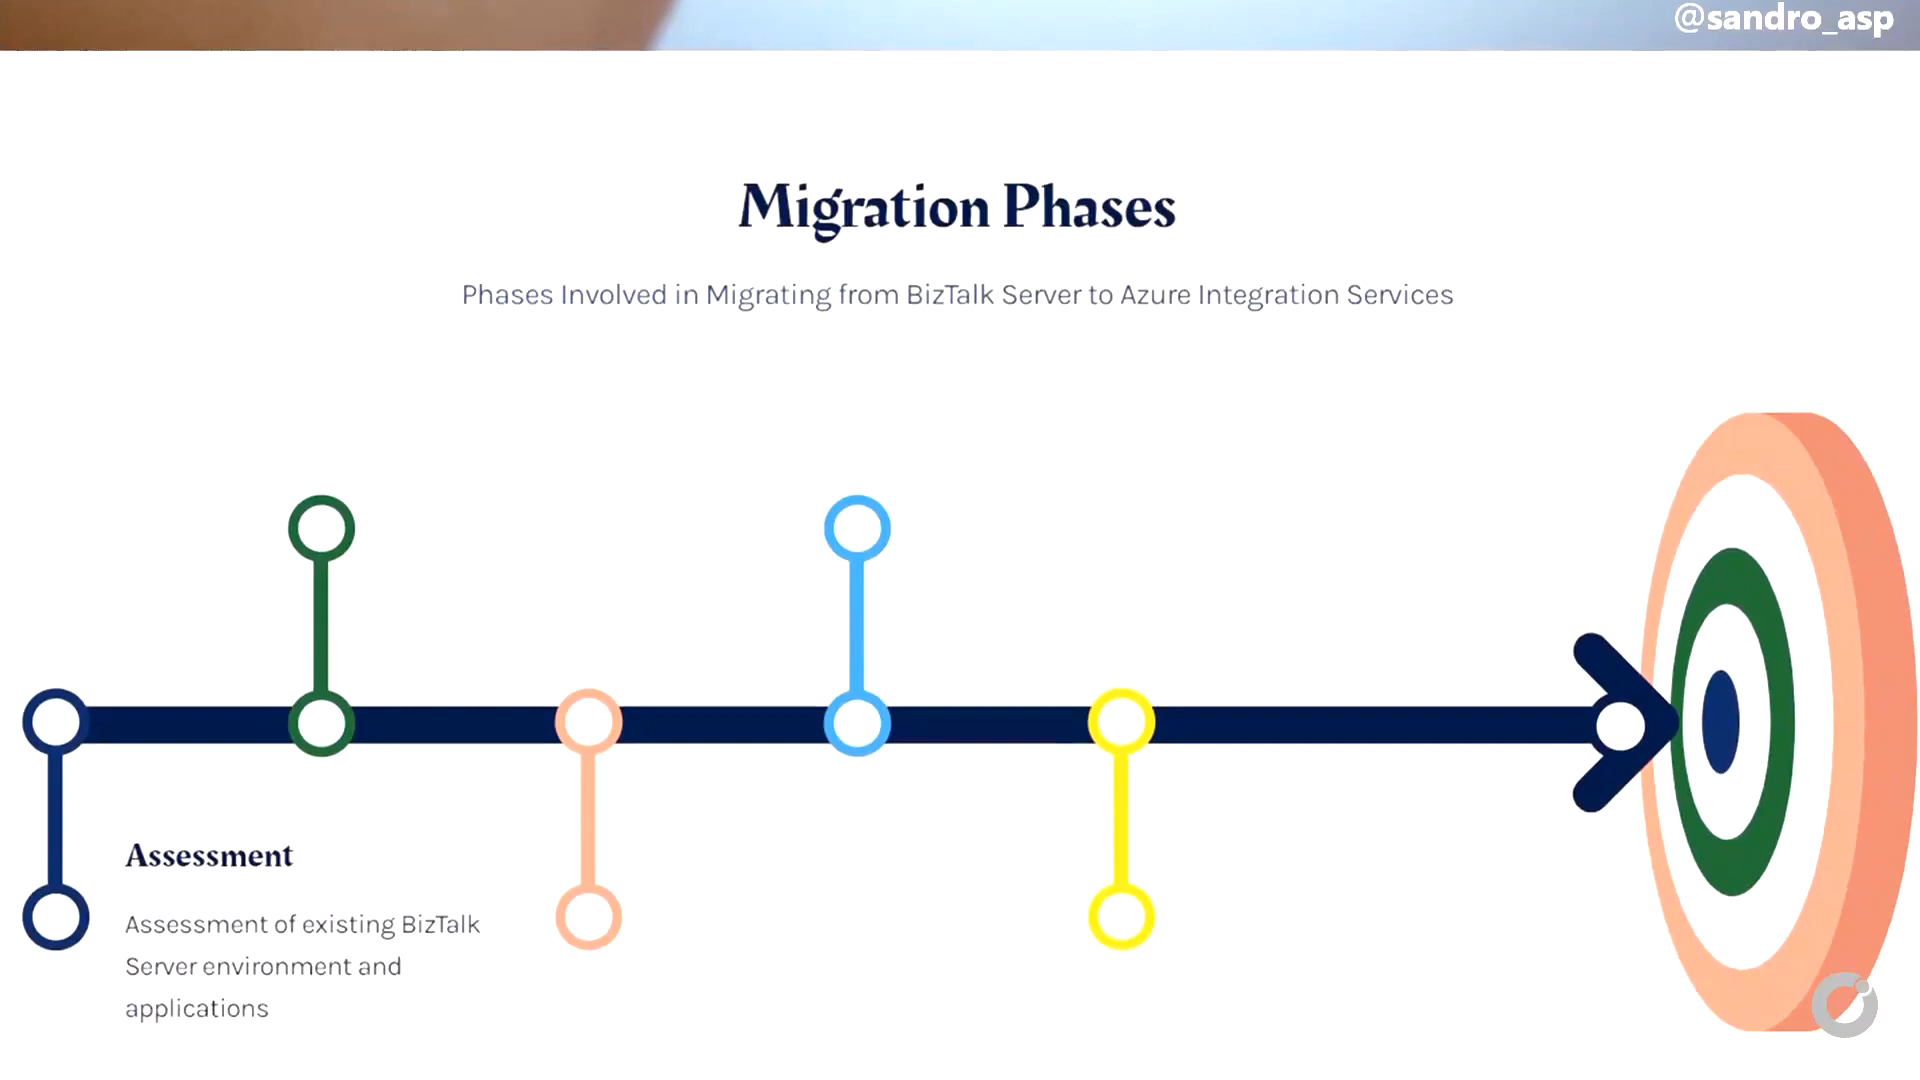 @sandro_asp
Migration Phases
Phases Involved in Migrating from BizTalk Server to Azure Integration Services
Assessment
Assessment of existing BizTalk
Server environment and
applications